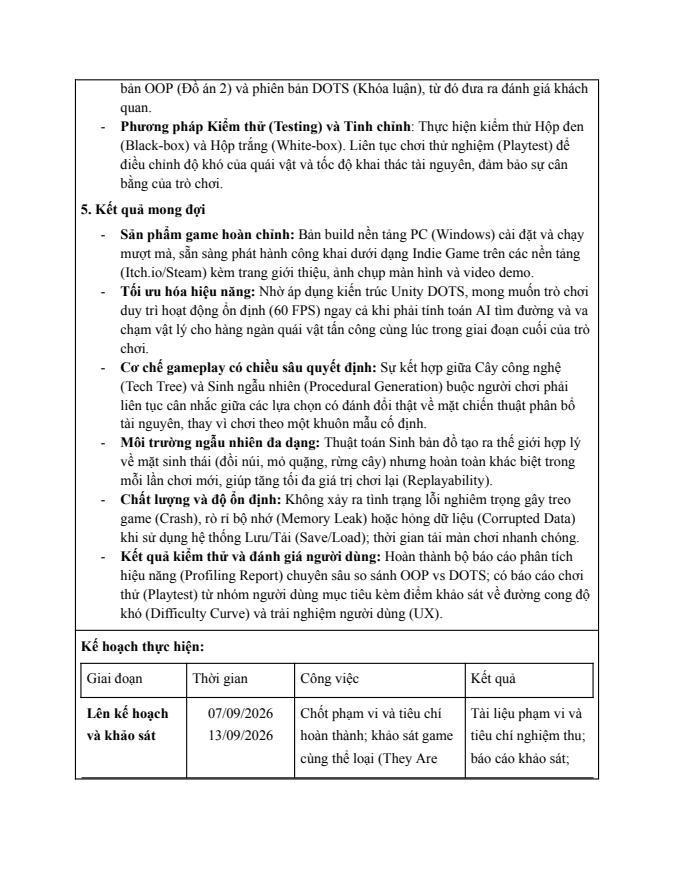 bản OOP (Đồ án 2) và phiên bản DOTS (Khóa luận), từ đó đưa ra đánh giá khách
quan.
- Phương pháp Kiểm thử (Testing) và Tinh chỉnh: Thực hiện kiểm thử Hộp đen
(Black-box) và Hộp trắng (White-box). Liên tục chơi thử nghiệm (Playtest) để
điều chỉnh độ khó của quái vật và tốc độ khai thác tài nguyên, đảm bảo sự cân
bằng của trò chơi.
5. Kết quả mong đợi
- Sản phẩm game hoàn chỉnh: Bản build nền tảng PC (Windows) cài đặt và chạy
mượt mà, sẵn sàng phát hành công khai dưới dạng Indie Game trên các nền tảng
(Itch.io/Steam) kèm trang giới thiệu, ảnh chụp màn hình và video demo.
- Tối ưu hóa hiệu năng: Nhờ áp dụng kiến trúc Unity DOTS, mong muốn trò chơi
duy trì hoạt động ổn định (60 FPS) ngay cả khi phải tính toán AI tìm đường và va
chạm vật lý cho hàng ngàn quái vật tấn công cùng lúc trong giai đoạn cuối của trò
chơi.
- Cơ chế gameplay có chiều sâu quyết định: Sự kết hợp giữa Cây công nghệ
(Tech Tree) và Sinh ngẫu nhiên (Procedural Generation) buộc người chơi phải
liên tục cân nhắc giữa các lựa chọn có đánh đổi thật về mặt chiến thuật phân bổ
tài nguyên, thay vì chơi theo một khuôn mẫu cố định.
- Môi trường ngẫu nhiên đa dạng: Thuật toán Sinh bản đồ tạo ra thế giới hợp lý
về mặt sinh thái (đồi núi, mỏ quặng, rừng cây) nhưng hoàn toàn khác biệt trong
mỗi lần chơi mới, giúp tăng tối đa giá trị chơi lại (Replayability).
- Chất lượng và độ ổn định: Không xảy ra tình trạng lỗi nghiêm trọng gây treo
game (Crash), rò rỉ bộ nhớ (Memory Leak) hoặc hỏng dữ liệu (Corrupted Data)
khi sử dụng hệ thống Lưu/Tải (Save/Load); thời gian tải màn chơi nhanh chóng.
- Kết quả kiểm thử và đánh giá người dùng: Hoàn thành bộ báo cáo phân tích
hiệu năng (Profiling Report) chuyên sâu so sánh OOP vs DOTS; có báo cáo chơi
thử (Playtest) từ nhóm người dùng mục tiêu kèm điểm khảo sát về đường cong độ
khó (Difficulty Curve) và trải nghiệm người dùng (UX).
Kế hoạch thực hiện:
Giai đoạn Thời gian Công việc Kết quả
Lên kế hoạch 07/09/2026 Chốt phạm vi và tiêu chí Tài liệu phạm vi và
và khảo sát 13/09/2026 hoàn thành; khảo sát game tiêu chí nghiệm thu;
cùng thể loại (They Are báo cáo khảo sát;